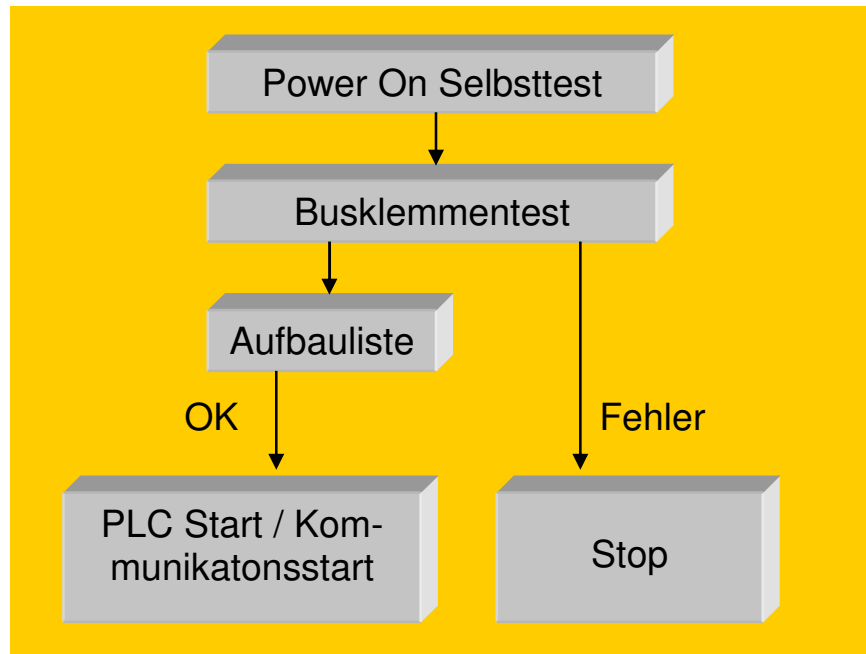 Power On Selbsttest
Busklemmentest
Aufbauliste
OK
Fehler
PLC Start / Kom-
munikatonsstart
Stop